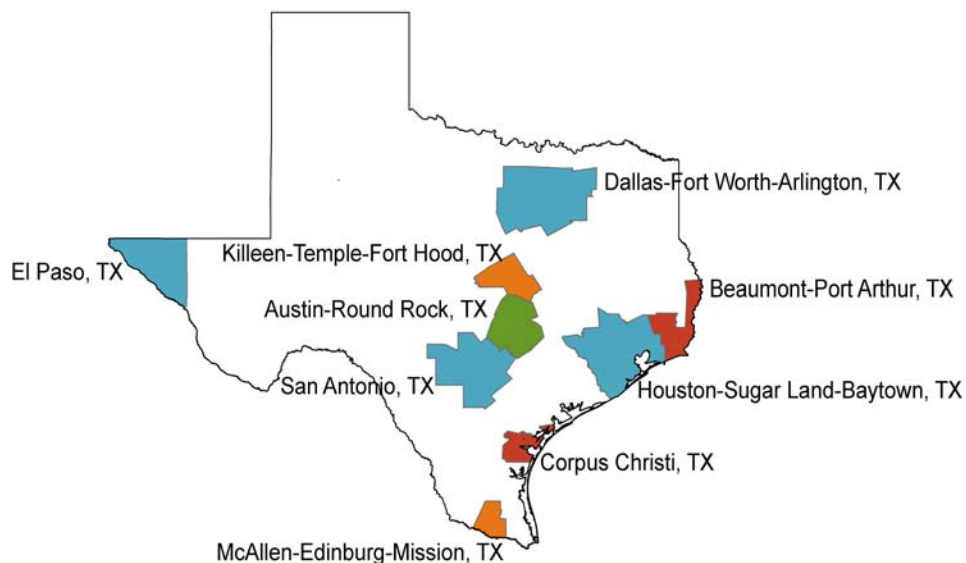 Dallas-Fort Worth-Arlington, TX
Killeen-Temple-Fort Hood, TX
El Paso, TX
Beaumont-Port Arthur, TX
Austin-Round Rock, TX
San Antonio, TX
Houston-Sugar Land-Baytown, TX
Corpus Christi, TX
McAllen-Edinburg-Mission, TX